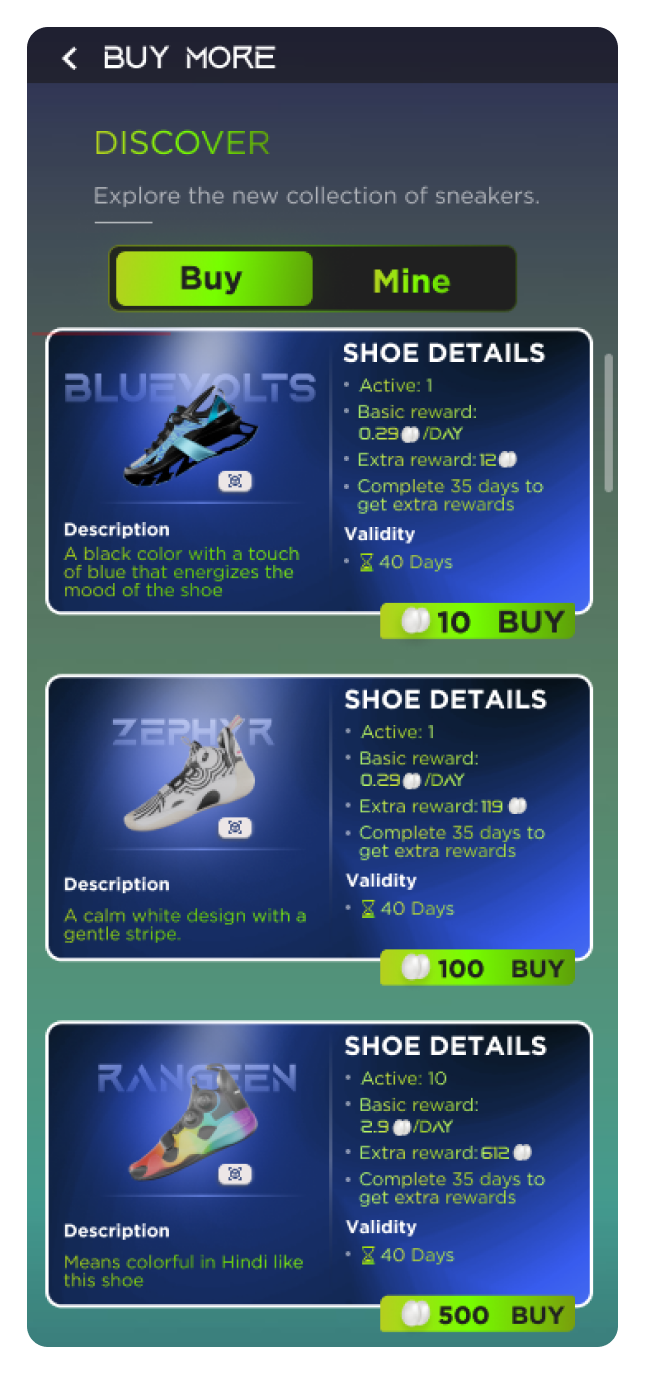 BUY MORE
DISCOVER
Explore the new collection of sneakers.
Buy
Mine
BLUEVOLTS
Description
A black color with a touch
of blue that energizes the
mood of the shoe
SHOE DETAILS
• Active: 1
• Basic reward:
0.29 /DAY
• Extra reward: 12
• Complete 35 days to
get extra rewards
Validity
• 40 Days
10 BUY
ZEPHYR
Description
A calm white design with a
gentle stripe.
SHOE DETAILS
• Active: 1
• Basic reward:
0.29 /DAY
• Extra reward: 119
• Complete 35 days to
get extra rewards
Validity
• 40 Days
100 BUY
RANGEEN
Description
Means colorful in Hindi like
this shoe
SHOE DETAILS
• Active: 10
• Basic reward:
2.9 /DAY
• Extra reward: 612
• Complete 35 days to
get extra rewards
Validity
• 40 Days
500 BUY